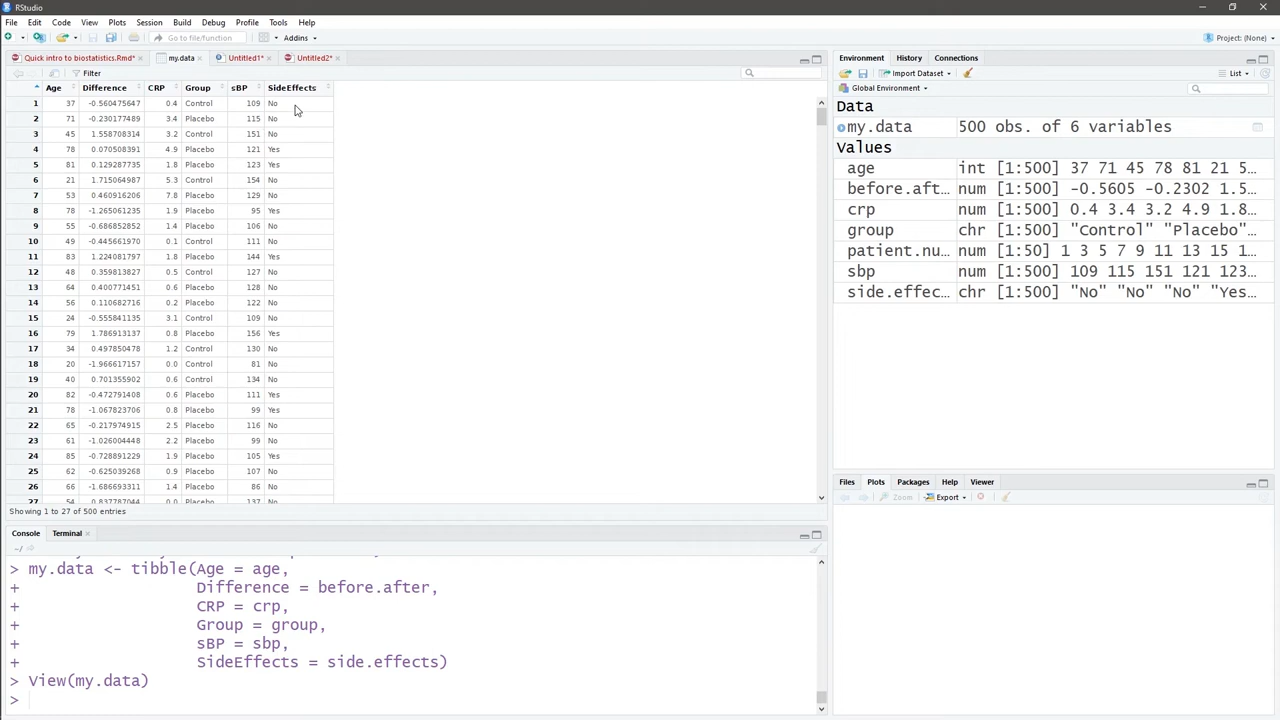 RStudio
File Edit Code View Plots Session Build Debug Profile Tools Help
Go to file/function Addins Project: (None)
Quick intro to biostatistics.Rmd* my.data Untitled1* Untitled2*
Filter
Age Difference CRP Group sBP SideEffects
1 37 -0.560475647 0.4 Control 109 No
2 71 -0.230177489 3.4 Placebo 115 No
3 45 1.558708314 3.2 Control 151 No
4 78 0.070508391 4.9 Placebo 121 Yes
5 81 0.129287735 1.8 Placebo 123 Yes
6 21 1.715064987 5.3 Control 154 No
7 53 0.460916206 7.8 Placebo 129 No
8 78 -1.265061235 1.9 Placebo 95 Yes
9 55 -0.686852852 1.4 Placebo 106 No
10 49 -0.445661970 0.1 Control 111 No
11 83 1.224081797 1.8 Placebo 144 Yes
12 48 0.359813827 0.5 Control 127 No
13 64 0.400771451 0.6 Placebo 128 No
14 56 0.110682716 0.2 Placebo 122 No
15 24 -0.555841135 3.1 Control 109 No
16 79 1.786913137 0.8 Placebo 156 Yes
17 34 0.497850478 1.2 Control 130 No
18 20 -1.966617157 0.0 Control 81 No
19 40 0.701355902 0.6 Control 134 No
20 82 -0.472791408 0.6 Placebo 111 Yes
21 78 -1.067823706 0.8 Placebo 99 Yes
22 65 -0.217974915 2.5 Placebo 116 No
23 61 -1.026004448 2.2 Placebo 99 No
24 85 -0.728891229 1.9 Placebo 105 Yes
25 62 -0.625039268 0.9 Placebo 107 No
26 66 -1.686693311 1.4 Placebo 86 No
27 54 0.837787044 0.0 Placebo 137 No
Showing 1 to 27 of 500 entries
Console Terminal
~/
> my.data <- tibble(Age = age,
+ Difference = before.after,
+ CRP = crp,
+ Group = group,
+ sBP = sbp,
+ SideEffects = side.effects)
> View(my.data)
>
Environment History Connections
Import Dataset List
Global Environment
Data
my.data 500 obs. of 6 variables
Values
age int [1:500] 37 71 45 78 81 21 5…
before.aft… num [1:500] -0.5605 -0.2302 1.5…
crp num [1:500] 0.4 3.4 3.2 4.9 1.8…
group chr [1:500] "Control" "Placebo"…
patient.nu… num [1:50] 1 3 5 7 9 11 13 15 1…
sbp num [1:500] 109 115 151 121 123…
side.effec… chr [1:500] "No" "No" "No" "Yes…
Files Plots Packages Help Viewer
Zoom Export